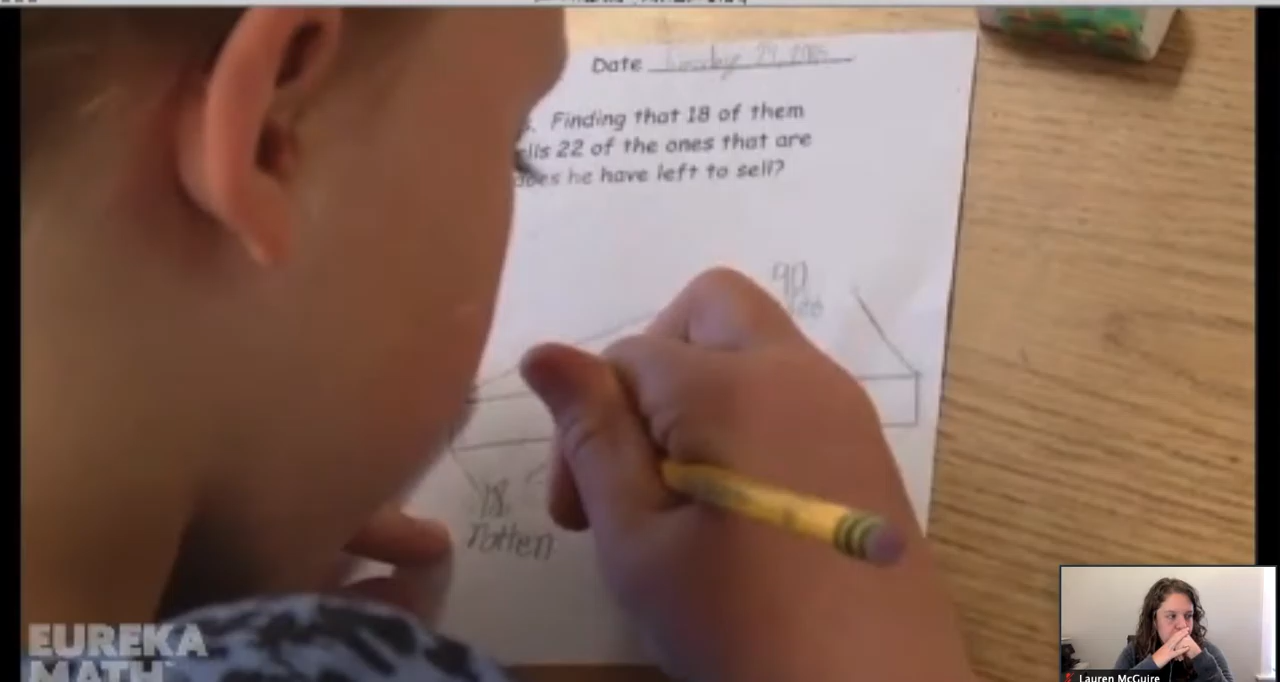 Date
Finding that 18 of them
lls 22 of the ones that are
does he have left to sell?
90
18
rotten
EUREKA
MATH
Lauren McGuire